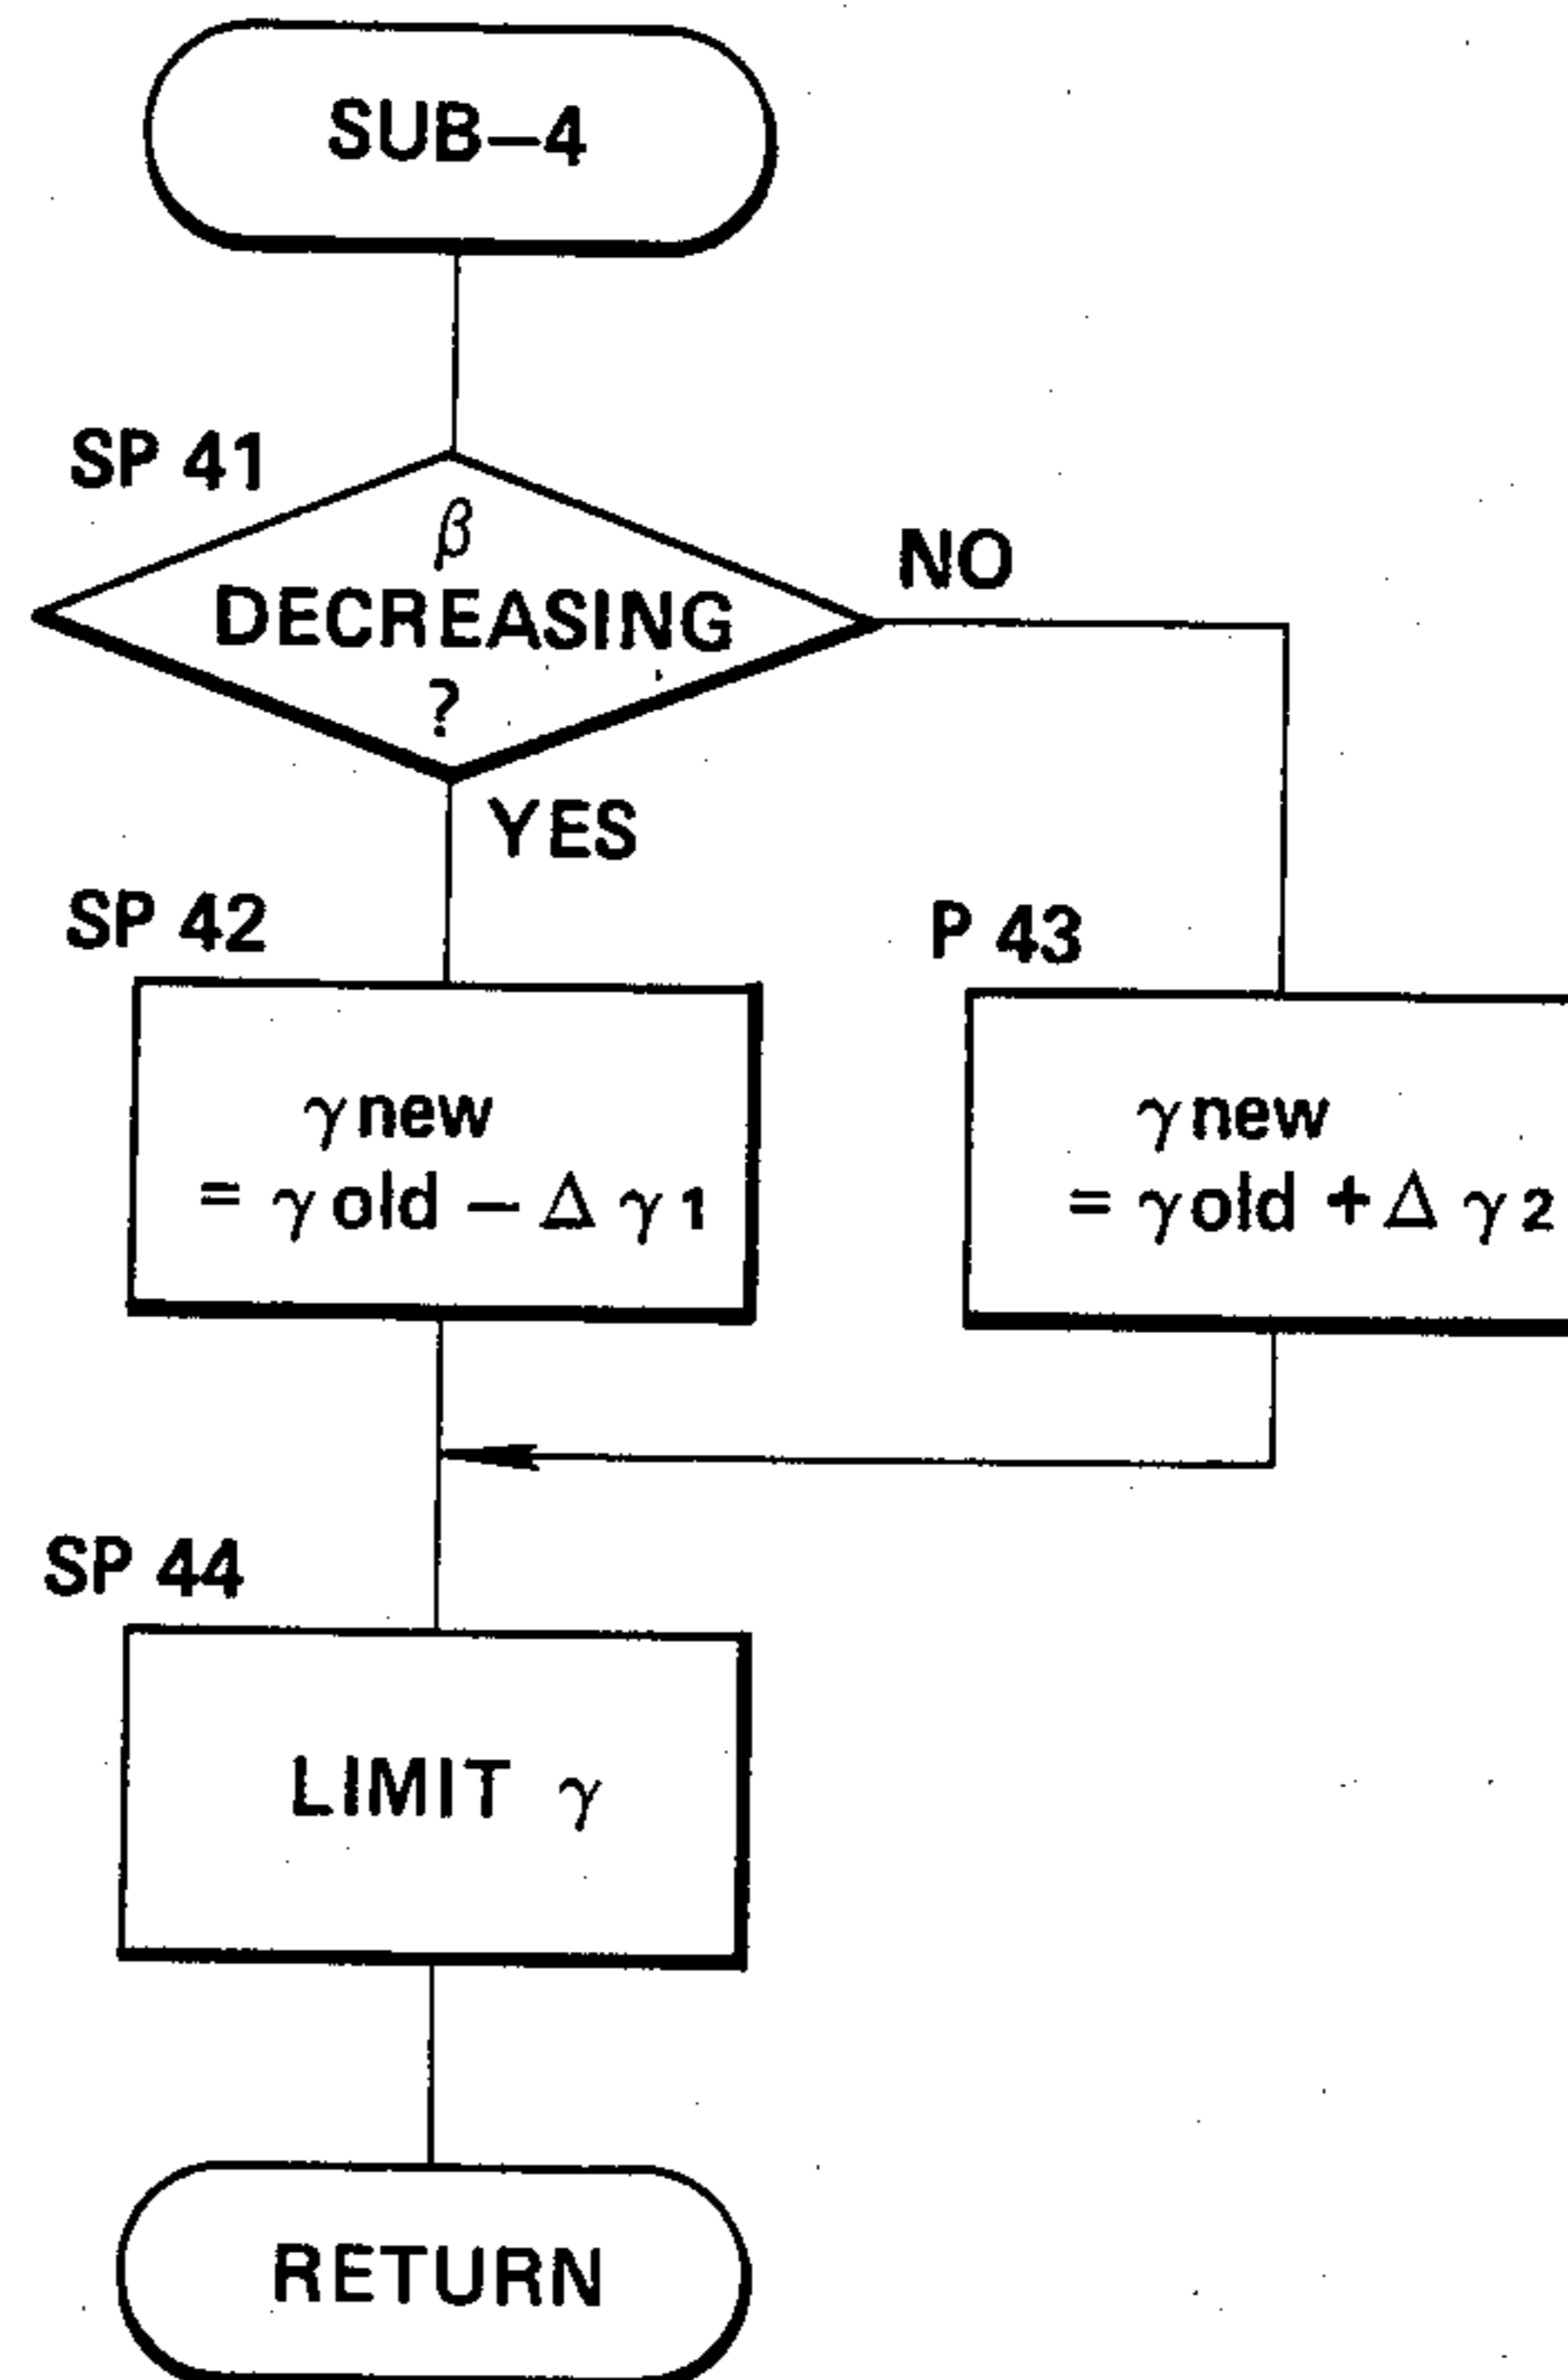 SUB-4
SP 41
β
DECREASING
?
NO
YES
SP 42
P 43
γnew
= γold - Δγ1
γnew
= γold + Δγ2
SP 44
LIMIT γ
RETURN